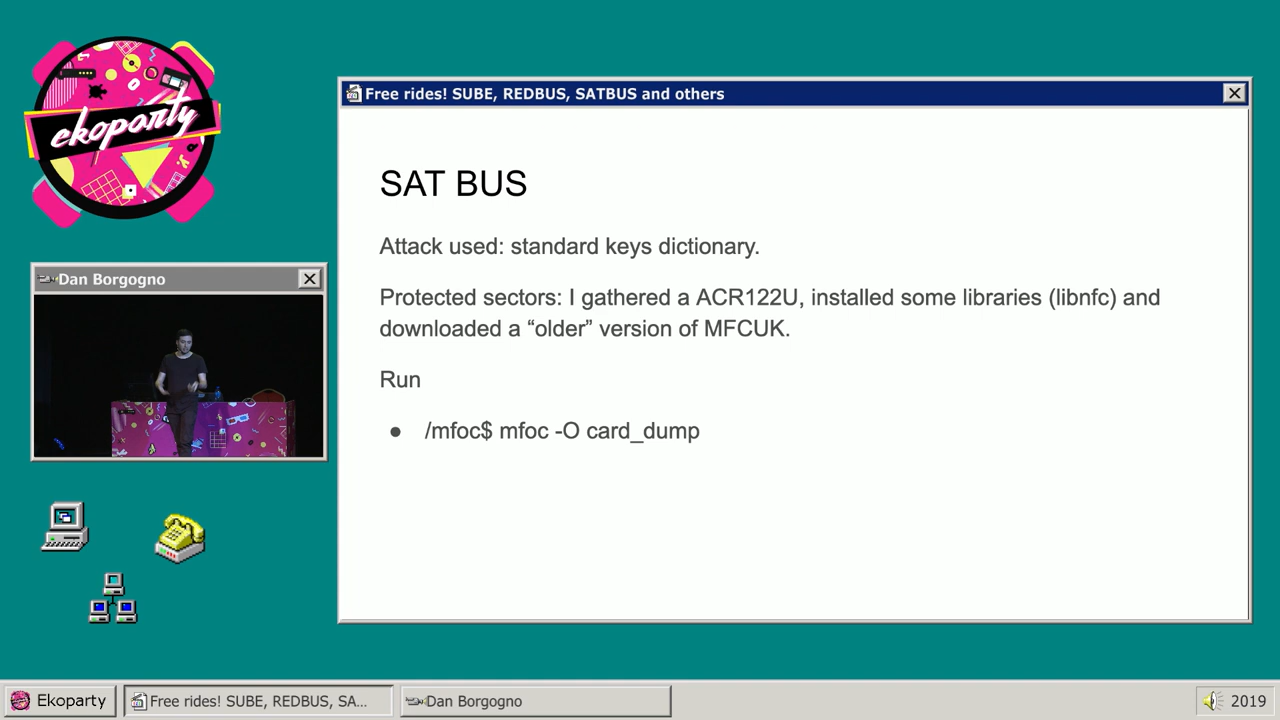 ekoparty
Free rides! SUBE, REDBUS, SATBUS and others
SAT BUS
Attack used: standard keys dictionary.
Dan Borgogno
Protected sectors: I gathered a ACR122U, installed some libraries (libnfc) and
downloaded a “older” version of MFCUK.
Run
● /mfoc$ mfoc -O card_dump
Ekoparty
Free rides! SUBE, REDBUS, SA...
Dan Borgogno
2019